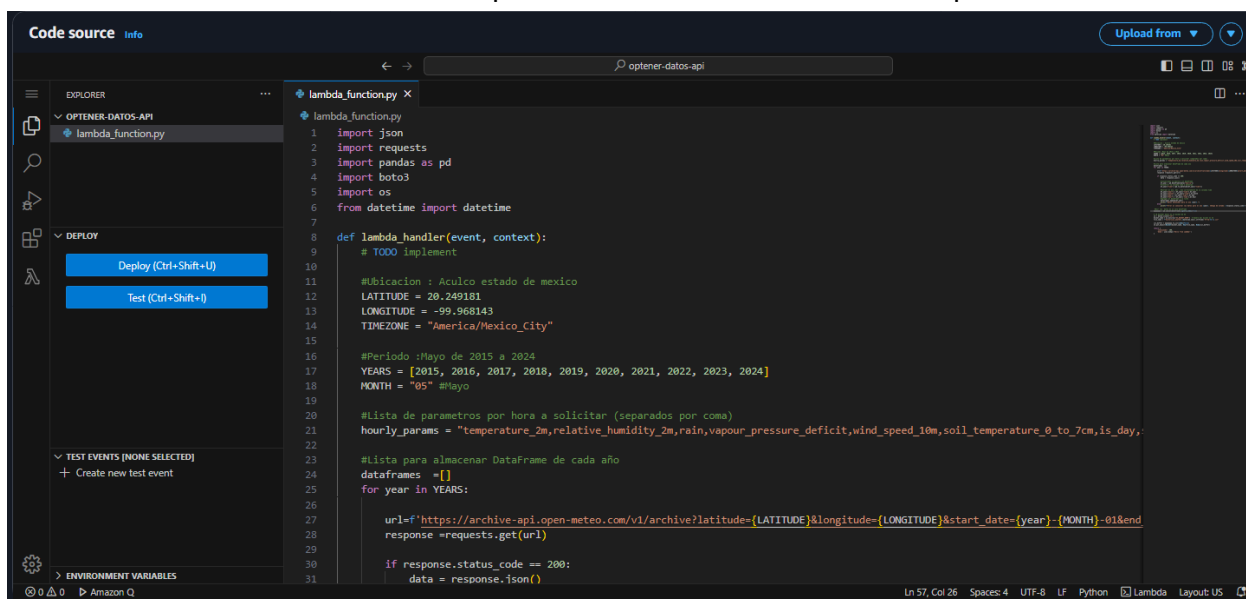 Code source Info
Upload from
optener-datos-api
EXPLORER
OPTENER-DATOS-API
lambda_function.py
DEPLOY
Deploy (Ctrl+Shift+U)
Test (Ctrl+Shift+I)
TEST EVENTS [NONE SELECTED]
+ Create new test event
ENVIRONMENT VARIABLES
lambda_function.py
lambda_function.py
1 import json
2 import requests
3 import pandas as pd
4 import boto3
5 import os
6 from datetime import datetime
7
8 def lambda_handler(event, context):
9 # TODO implement
10
11 #Ubicacion : Aculco estado de mexico
12 LATITUDE = 20.249181
13 LONGITUDE = -99.968143
14 TIMEZONE = "America/Mexico_City"
15
16 #Periodo :Mayo de 2015 a 2024
17 YEARS = [2015, 2016, 2017, 2018, 2019, 2020, 2021, 2022, 2023, 2024]
18 MONTH = "05" #Mayo
19
20 #Lista de parametros por hora a solicitar (separados por coma)
21 hourly_params = "temperature_2m,relative_humidity_2m,rain,vapour_pressure_deficit,wind_speed_10m,soil_temperature_0_to_7cm,is_day,
22
23 #Lista para almacenar DataFrame de cada año
24 dataframes =[]
25 for year in YEARS:
26
27 url=f'https://archive-api.open-meteo.com/v1/archive?latitude={LATITUDE}&longitude={LONGITUDE}&start_date={year}-{MONTH}-01&end_
28 response =requests.get(url)
29
30 if response.status_code == 200:
31 data = response.json()
0 0 Amazon Q
Ln 57, Col 26 Spaces: 4 UTF-8 LF Python Lambda Layout: US